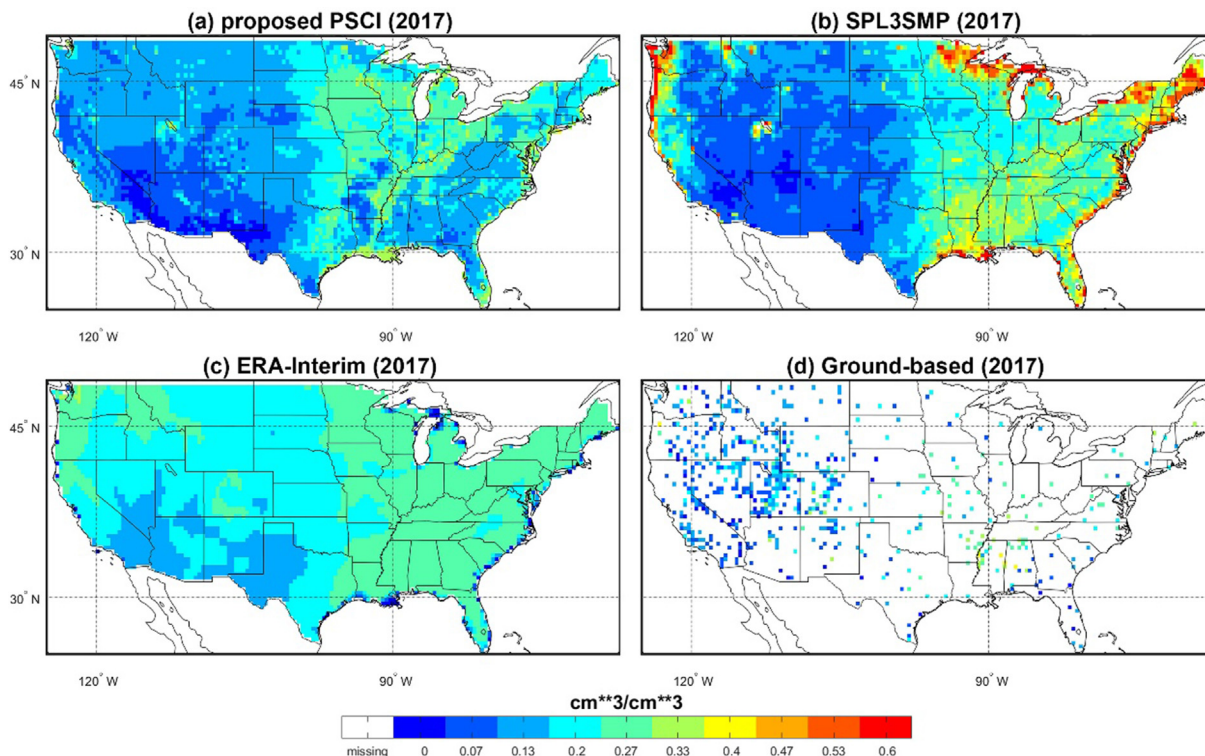 (a) proposed PSCI (2017) (b) SPL3SMP (2017)
45° N 45° N
30° N 30° N
120° W 90° W 120° W 90° W
(c) ERA-Interim (2017) (d) Ground-based (2017)
45° N 45° N
30° N 30° N
120° W 90° W 120° W 90° W
cm**3/cm**3
missing 0 0.07 0.13 0.2 0.27 0.33 0.4 0.47 0.53 0.6